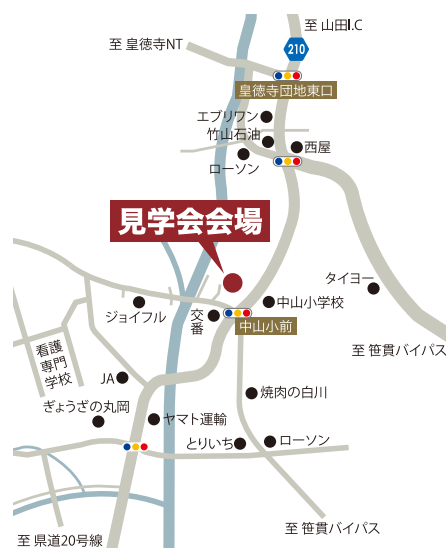 至 山田I.C
至 皇徳寺NT
210
皇徳寺団地東口
エブリワン
竹山石油
西屋
ローソン
見学会会場
タイヨー
中山小学校
ジョイフル
交番
中山小前
至 笹貫バイパス
看護
専門
学校
JA
焼肉の白川
ぎょうざの丸岡
ヤマト運輸
とりいち
ローソン
至 県道20号線
至 笹貫バイパス